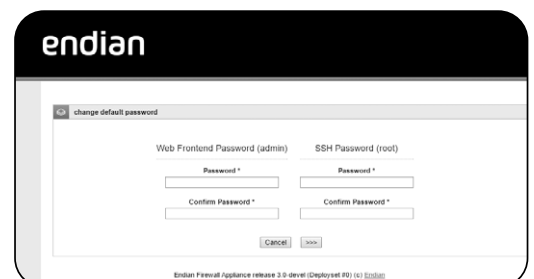 endian
change default password
Web Frontend Password (admin) SSH Password (root)
Password * Password *
Confirm Password * Confirm Password *
Cancel >>>
Endian Firewall Appliance release 3.0-devel (Deployset #0) (c) Endian